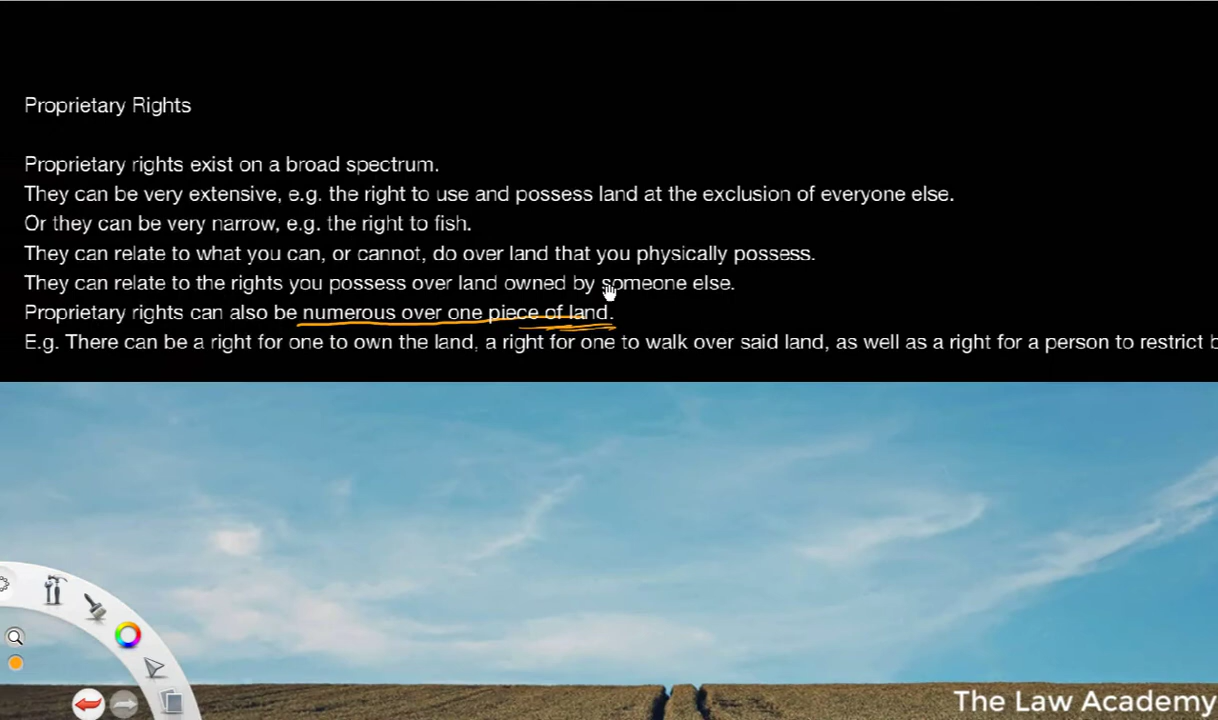 Proprietary Rights
Proprietary rights exist on a broad spectrum.
They can be very extensive, e.g. the right to use and possess land at the exclusion of everyone else.
Or they can be very narrow, e.g. the right to fish.
They can relate to what you can, or cannot, do over land that you physically possess.
They can relate to the rights you possess over land owned by someone else.
Proprietary rights can also be numerous over one piece of land.
E.g. There can be a right for one to own the land, a right for one to walk over said land, as well as a right for a person to restrict
The Law Academy